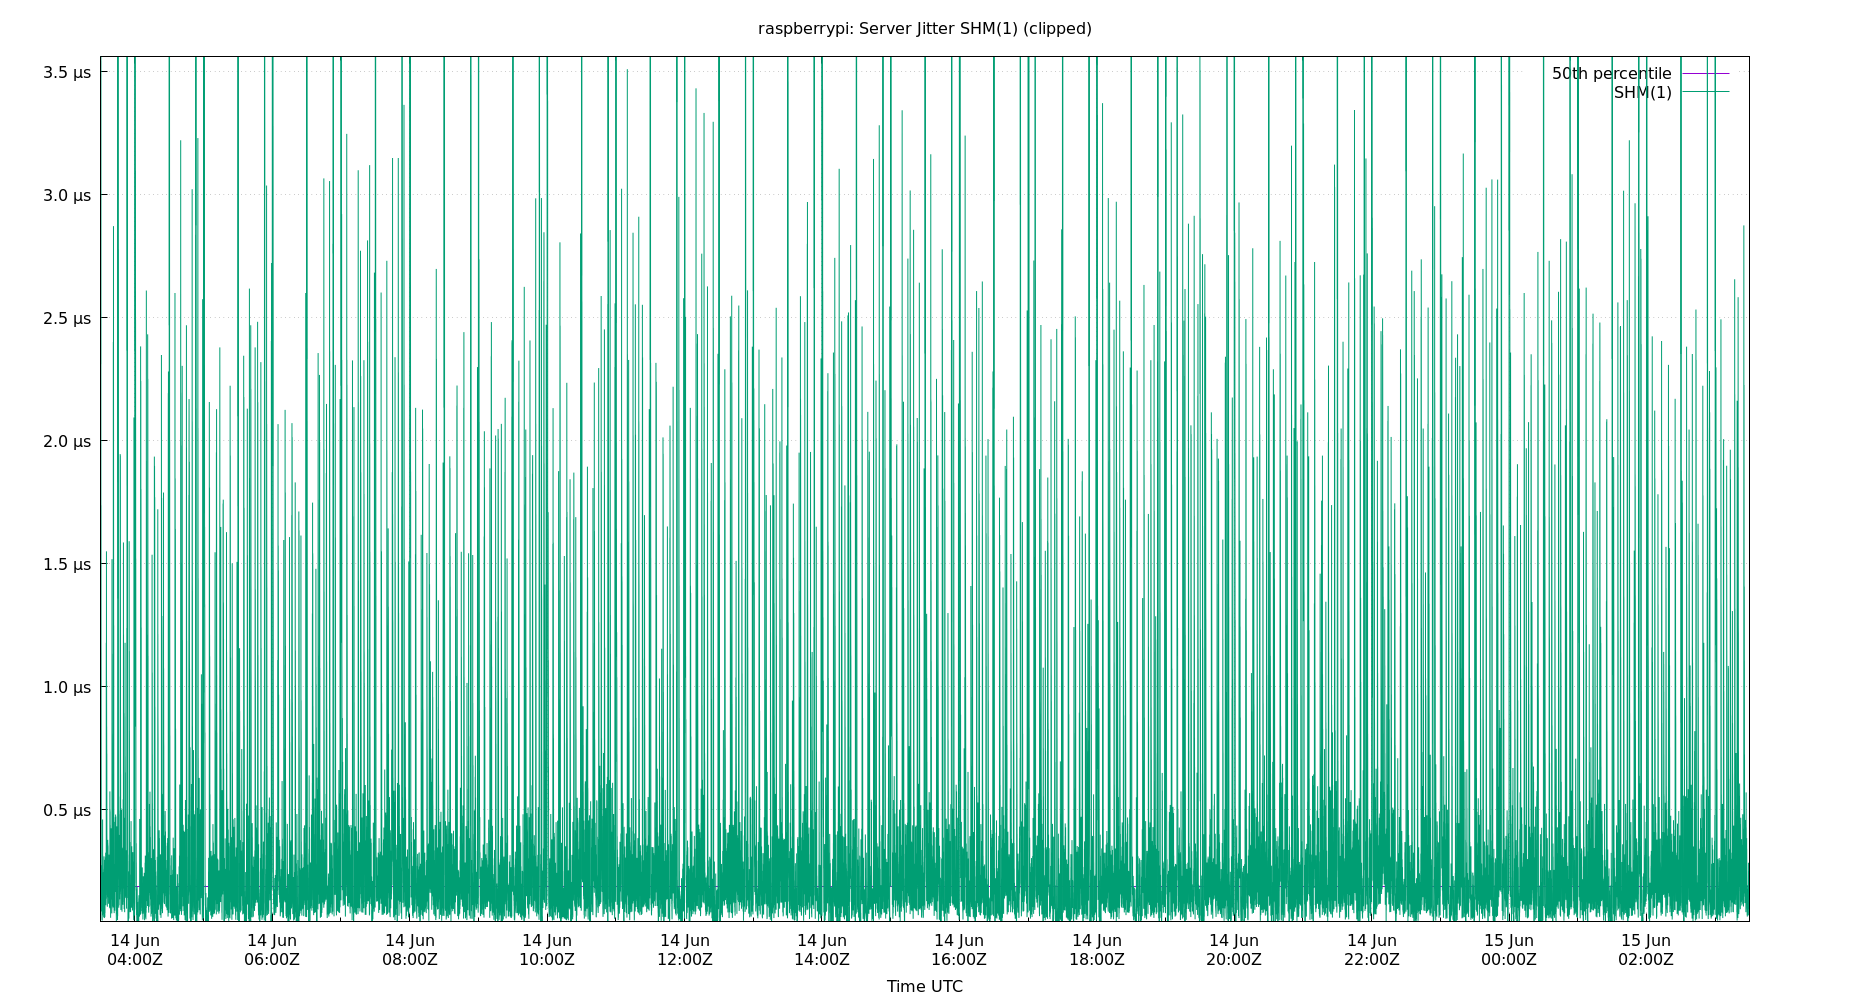 raspberrypi: Server Jitter SHM(1) (clipped)
3.5 µs
50th percentile
SHM(1)
3.0 µs
2.5 µs
2.0 µs
1.5 µs
1.0 µs
0.5 µs
14 Jun 14 Jun 14 Jun 14 Jun 14 Jun 14 Jun 14 Jun 14 Jun 14 Jun 14 Jun 15 Jun 15 Jun
04:00Z 06:00Z 08:00Z 10:00Z 12:00Z 14:00Z 16:00Z 18:00Z 20:00Z 22:00Z 00:00Z 02:00Z
Time UTC